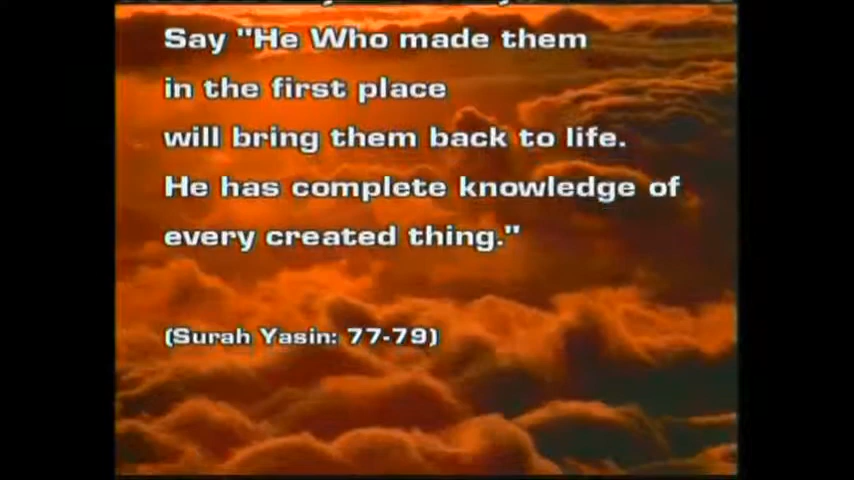 Say "He Who made them
in the first place
will bring them back to life.
He has complete knowledge of
every created thing."
(Surah Yasin: 77-79)